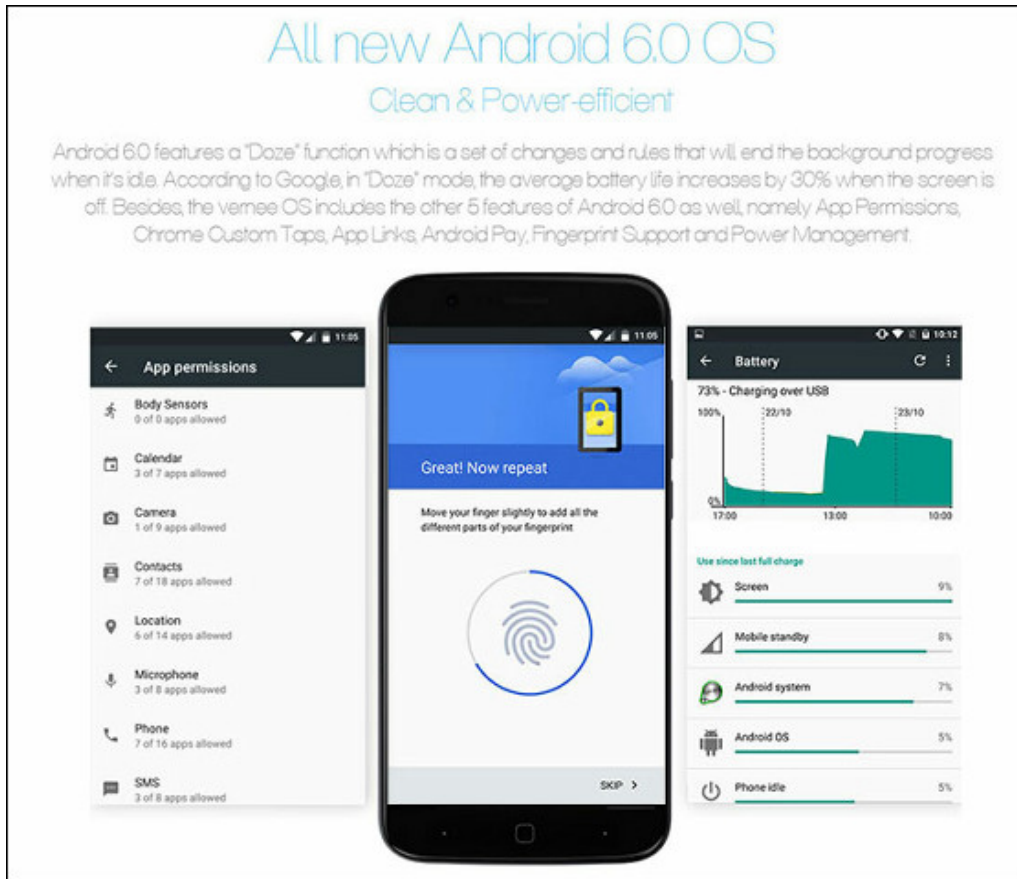 All new Android 6.0 OS
Clean & Power-efficient
Android 6.0 features a "Doze" function which is a set of changes and rules that will end the background progress
when it's idle. According to Google, in "Doze" mode, the average battery life increases by 30% when the screen is
off. Besides, the vernee OS includes the other 5 features of Android 6.0 as well, namely App Permissions,
Chrome Custom Taps, App Links, Android Pay, Fingerprint Support and Power Management.
11:05
App permissions
Body Sensors
0 of 0 apps allowed
Calendar
3 of 7 apps allowed
Camera
1 of 9 apps allowed
Contacts
7 of 18 apps allowed
Location
6 of 14 apps allowed
Microphone
3 of 8 apps allowed
Phone
7 of 16 apps allowed
SMS
3 of 8 apps allowed
11:05
Great! Now repeat
Move your finger slightly to add all the
different parts of your fingerprint
SKIP
10:12
Battery
73% - Charging over USB
100% 22/10 23/10
0%
17:00 13:00 10:00
Use since last full charge
Screen 9%
Mobile standby 8%
Android system 7%
Android OS 5%
Phone idle 5%